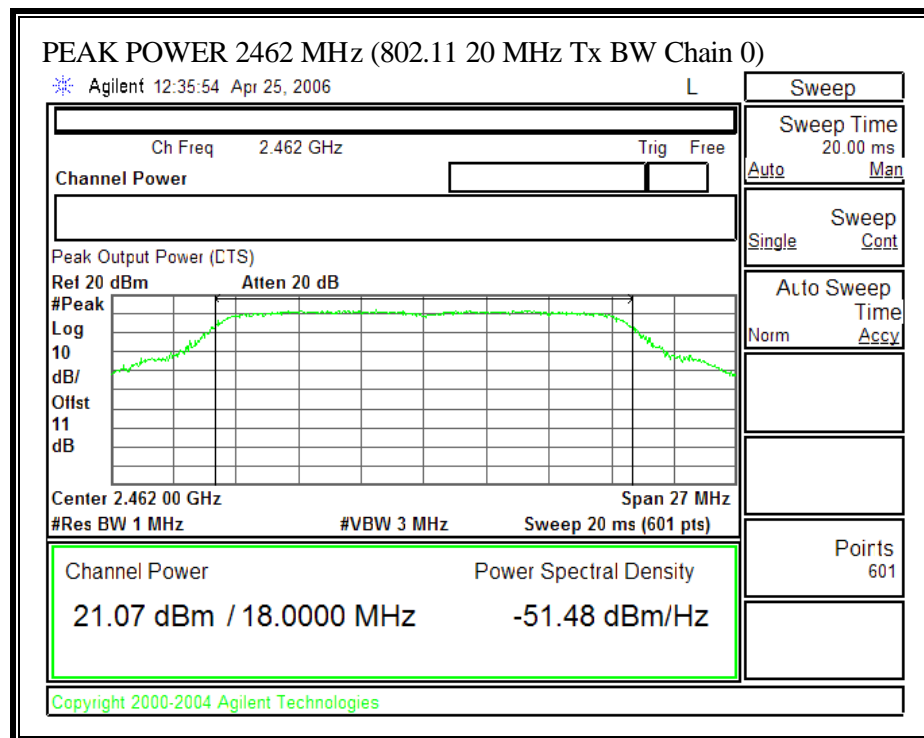 PEAK POWER 2462 MHz (802.11 20 MHz Tx BW Chain 0)
Agilent 12:35:54 Apr 25, 2006 L
Sweep
Ch Freq 2.462 GHz Trig Free
Channel Power
Sweep Time
20.00 ms
Auto Man
Sweep
Single Cont
Auto Sweep
Time
Norm Accy
Peak Output Power (DTS)
Ref 20 dBm Atten 20 dB
#Peak
Log
10
dB/
Offst
11
dB
Center 2.462 00 GHz Span 27 MHz
#Res BW 1 MHz #VBW 3 MHz Sweep 20 ms (601 pts)
Points
601
Channel Power Power Spectral Density
21.07 dBm / 18.0000 MHz -51.48 dBm/Hz
Copyright 2000-2004 Agilent Technologies